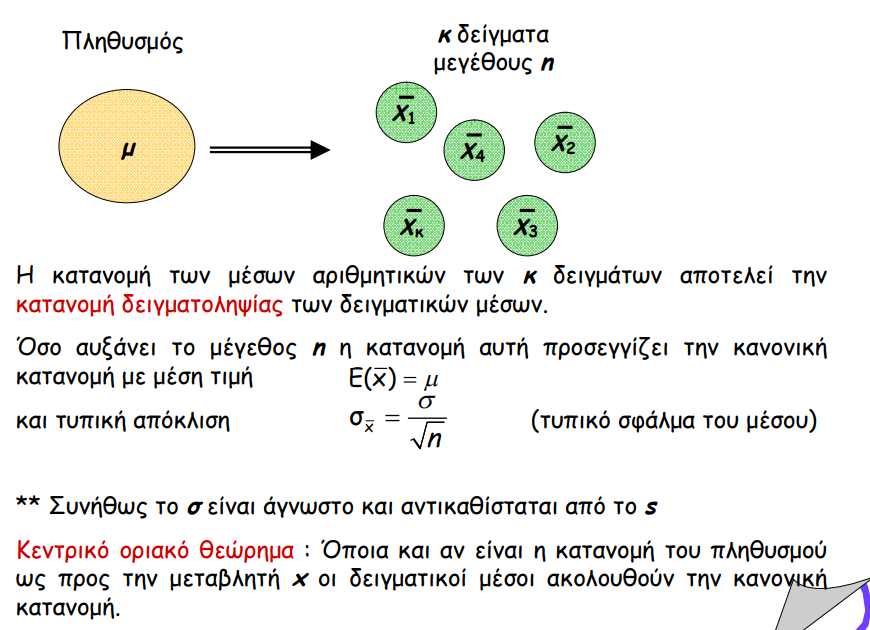 Πληθυσμός
κ δείγματα
μεγέθους n
μ
x̄1
x̄4
x̄2
x̄κ
x̄3
Η κατανομή των μέσων αριθμητικών των κ δειγμάτων αποτελεί την
κατανομή δειγματοληψίας των δειγματικών μέσων.
Όσο αυξάνει το μέγεθος n η κατανομή αυτή προσεγγίζει την κανονική
κατανομή με μέση τιμή E(x̄) = μ
και τυπική απόκλιση σx̄ = σ/√n (τυπικό σφάλμα του μέσου)
** Συνήθως το σ είναι άγνωστο και αντικαθίσταται από το s
Κεντρικό οριακό θεώρημα : Όποια και αν είναι η κατανομή του πληθυσμού
ως προς την μεταβλητή x οι δειγματικοί μέσοι ακολουθούν την κανονική
κατανομή.